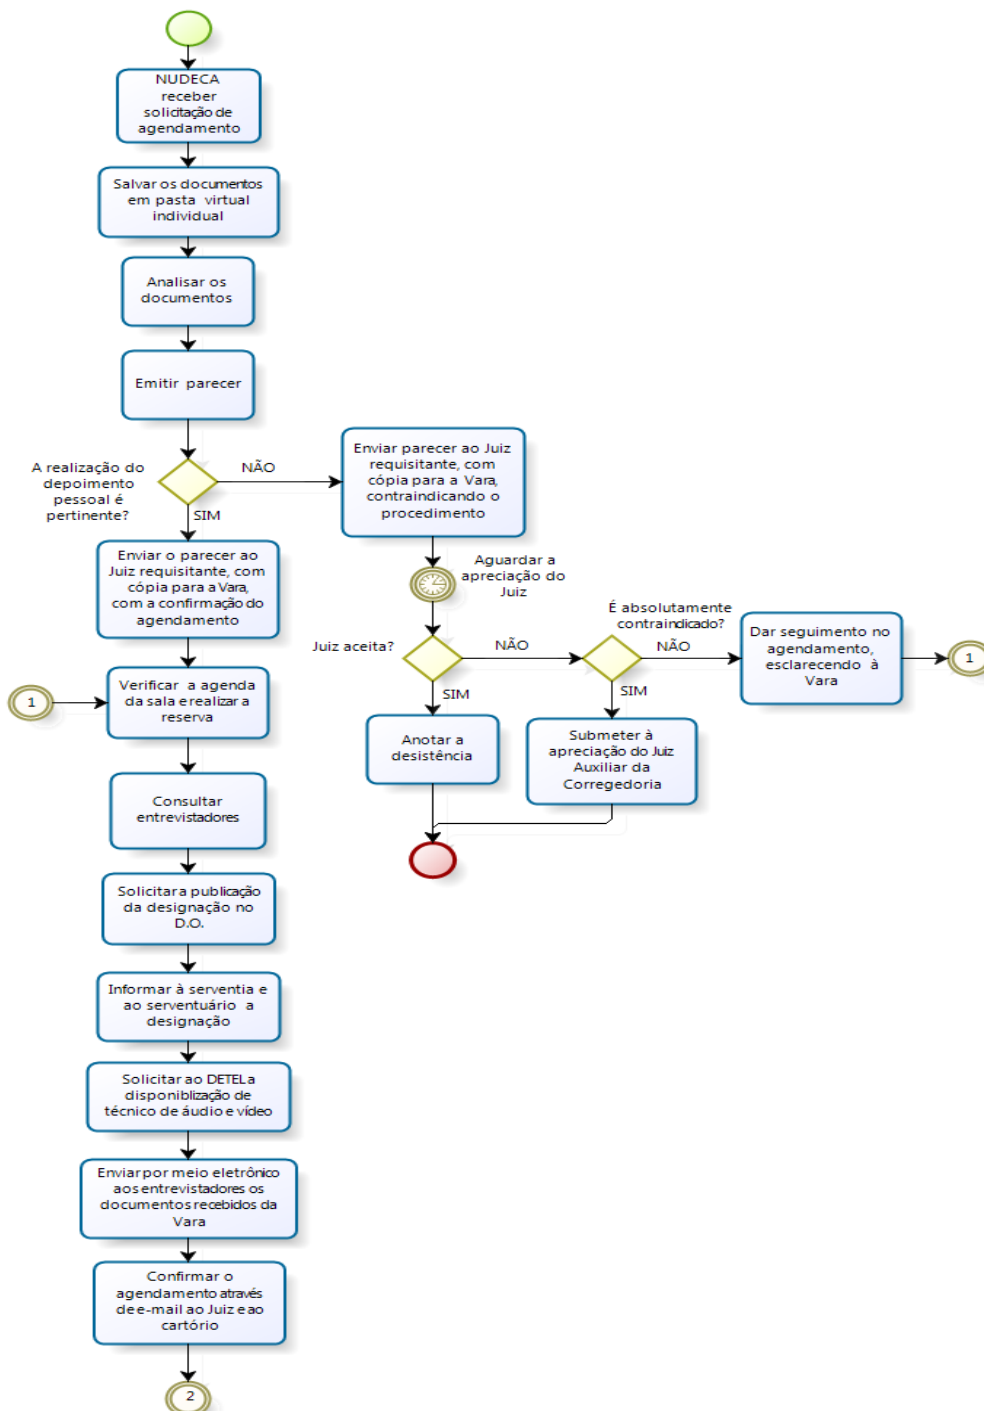 NUDECA
receber
solicitação de
agendamento
Salvar os documentos
em pasta virtual
individual
Analisar os
documentos
Emitir parecer
A realização do
depoimento
pessoal é
pertinente?
NÃO
SIM
Enviar parecer ao Juiz
requisitante, com
cópia para a Vara,
contraindicando o
procedimento
Enviar o parecer ao
Juiz requisitante, com
cópia para a Vara,
com a confirmação do
agendamento
Aguardar a
apreciação do
Juiz
Juiz aceita?
NÃO
SIM
É absolutamente
contraindicado?
NÃO
SIM
Dar seguimento no
agendamento,
esclarecendo à
Vara
1
1
Verificar a agenda
da sala e realizar a
reserva
Anotar a
desistência
Submeter à
apreciação do Juiz
Auxiliar da
Corregedoria
Consultar
entrevistadores
Solicitar a publicação
da designação no
D.O.
Informar à serventia e
ao serventuário a
designação
Solicitar ao DETEL a
disponiblização de
técnico de áudio e vídeo
Enviar por meio eletrônico
aos entrevistadores os
documentos recebidos da
Vara
Confirmar o
agendamento através
de e-mail ao Juiz e ao
cartório
2